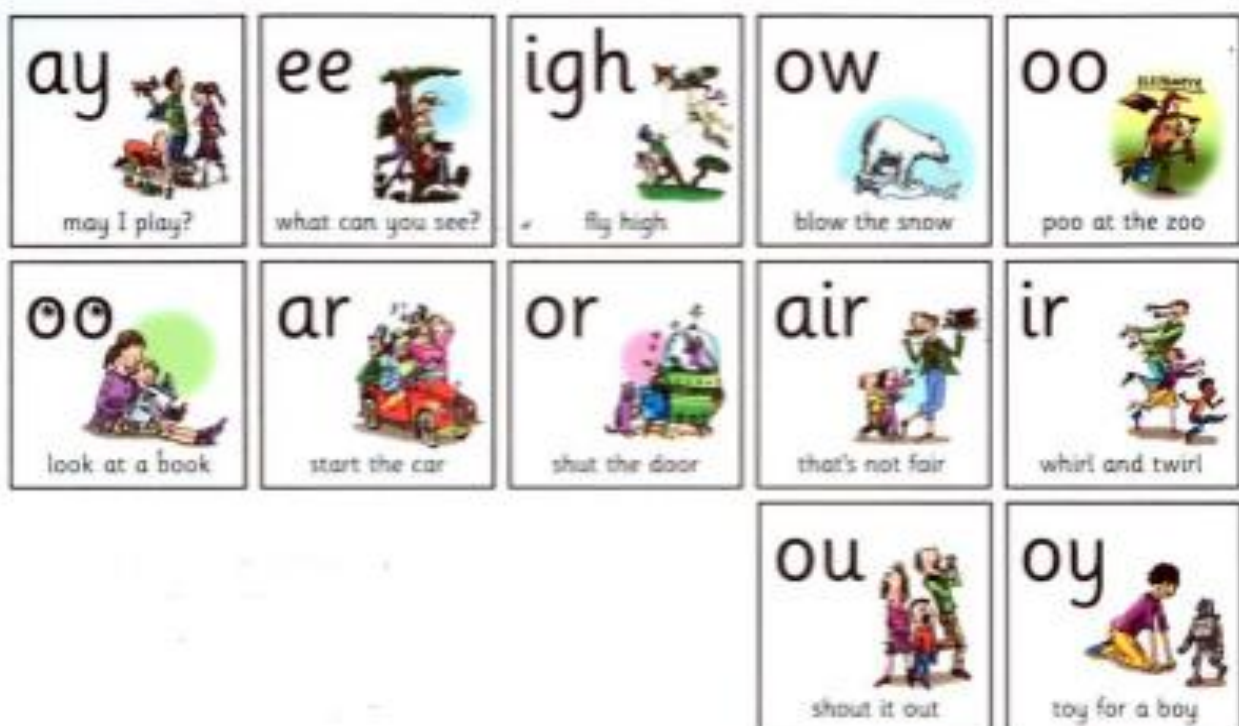 ay
may I play?
ee
what can you see?
igh
fly high
ow
blow the snow
oo
poo at the zoo
oo
look at a book
ar
start the car
or
shut the door
air
that's not fair
ir
whirl and twirl
ou
shout it out
oy
toy for a boy